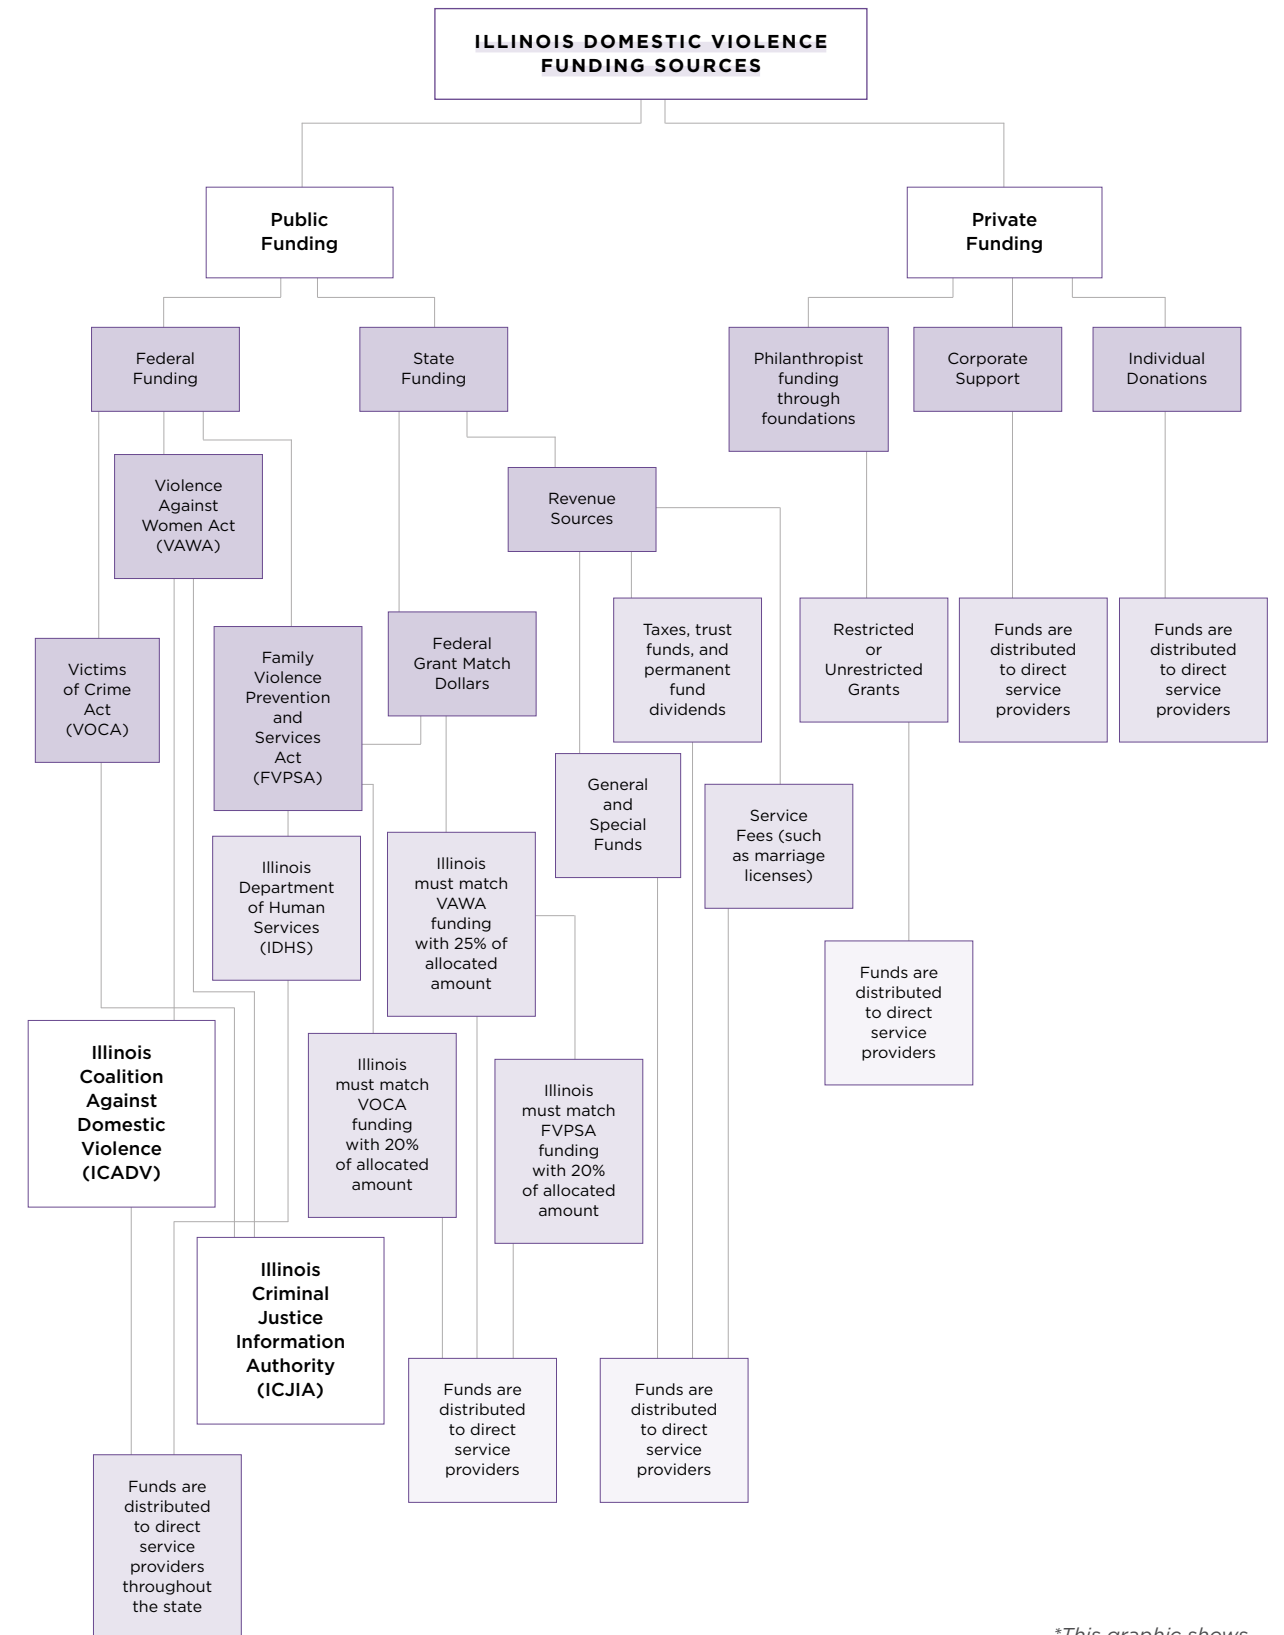 ILLINOIS DOMESTIC VIOLENCE
FUNDING SOURCES
Public
Funding
Private
Funding
Federal
Funding
State
Funding
Philanthropist
funding
through
foundations
Corporate
Support
Individual
Donations
Violence
Against
Women Act
(VAWA)
Revenue
Sources
Victims
of Crime
Act
(VOCA)
Family
Violence
Prevention
and
Services
Act
(FVPSA)
Federal
Grant Match
Dollars
Taxes, trust
funds, and
permanent
fund
dividends
Restricted
or
Unrestricted
Grants
Funds are
distributed
to direct
service
providers
Funds are
distributed
to direct
service
providers
General
and
Special
Funds
Service
Fees (such
as marriage
licenses)
Illinois
Department
of Human
Services
(IDHS)
Illinois
must match
VAWA
funding
with 25% of
allocated
amount
Funds are
distributed
to direct
service
providers
Illinois
Coalition
Against
Domestic
Violence
(ICADV)
Illinois
must match
VOCA
funding
with 20%
of allocated
amount
Illinois
must match
FVPSA
funding
with 20%
of allocated
amount
Illinois
Criminal
Justice
Information
Authority
(ICJIA)
Funds are
distributed
to direct
service
providers
Funds are
distributed
to direct
service
providers
Funds are
distributed
to direct
service
providers
throughout
the state
*This graphic shows